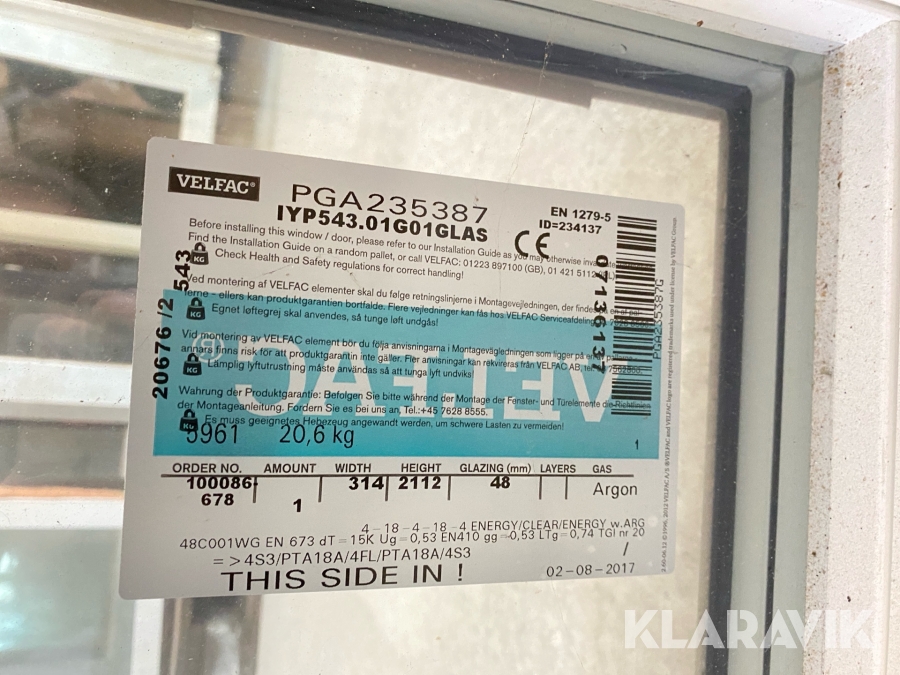 VELFAC®
PGA235387
IYP543.01G01GLAS
EN 1279-5
ID=234137
CE
Before installing this window / door, please refer to our Installation Guide as you may otherwise
Find the Installation Guide on a random pallet, or call VELFAC: 01223 897100 (GB), 01 421
KG Check Health and Safety regulations for correct handling!
Ved montering af VELFAC elementer skal du følge retningslinjerne i Montagevejledningen, der
- ellers kan produktgarantien bortfalde. Flere vejledninger kan fås hos VELFAC
KG Egnet løftegrej skal anvendes, så tunge løft undgås!
Vid montering av VELFAC element bör du följa anvisningarna i Montagevägledningen som ligger på
annars finns risk för att produktgarantin inte gäller. Fler anvisningar kan rekvireras från VELFAC AB,
KG Lämplig lyftutrustning måste användas så att tunga lyft undviks!
Wahrung der Produktgarantie: Befolgen Sie bitte während der Montage der Fenster- und Türelemente die Richtlinien
der Montageanleitung. Fordern Sie es bei uns an, Tel.:+45 7628 8555.
Es muss geeignetes Hebezeug angewandt werden, um schwere Lasten zu vermeiden!
5961 20,6 kg
1
20676 /2 543
07136137
PGA235387G
VELFAC®
ORDER NO. AMOUNT WIDTH HEIGHT GLAZING (mm) LAYERS GAS
100086- 1 314 2112 48 Argon
678
4-18-4-18-4 ENERGY/CLEAR/ENERGY w.ARG
48C001WG EN 673 dT=15K Ug=0,53 EN410 gg=0,53 LTg=0,74 TGI nr 20
=>4S3/PTA18A/4FL/PTA18A/4S3 /
THIS SIDE IN !
02-08-2017
KLARAVIK